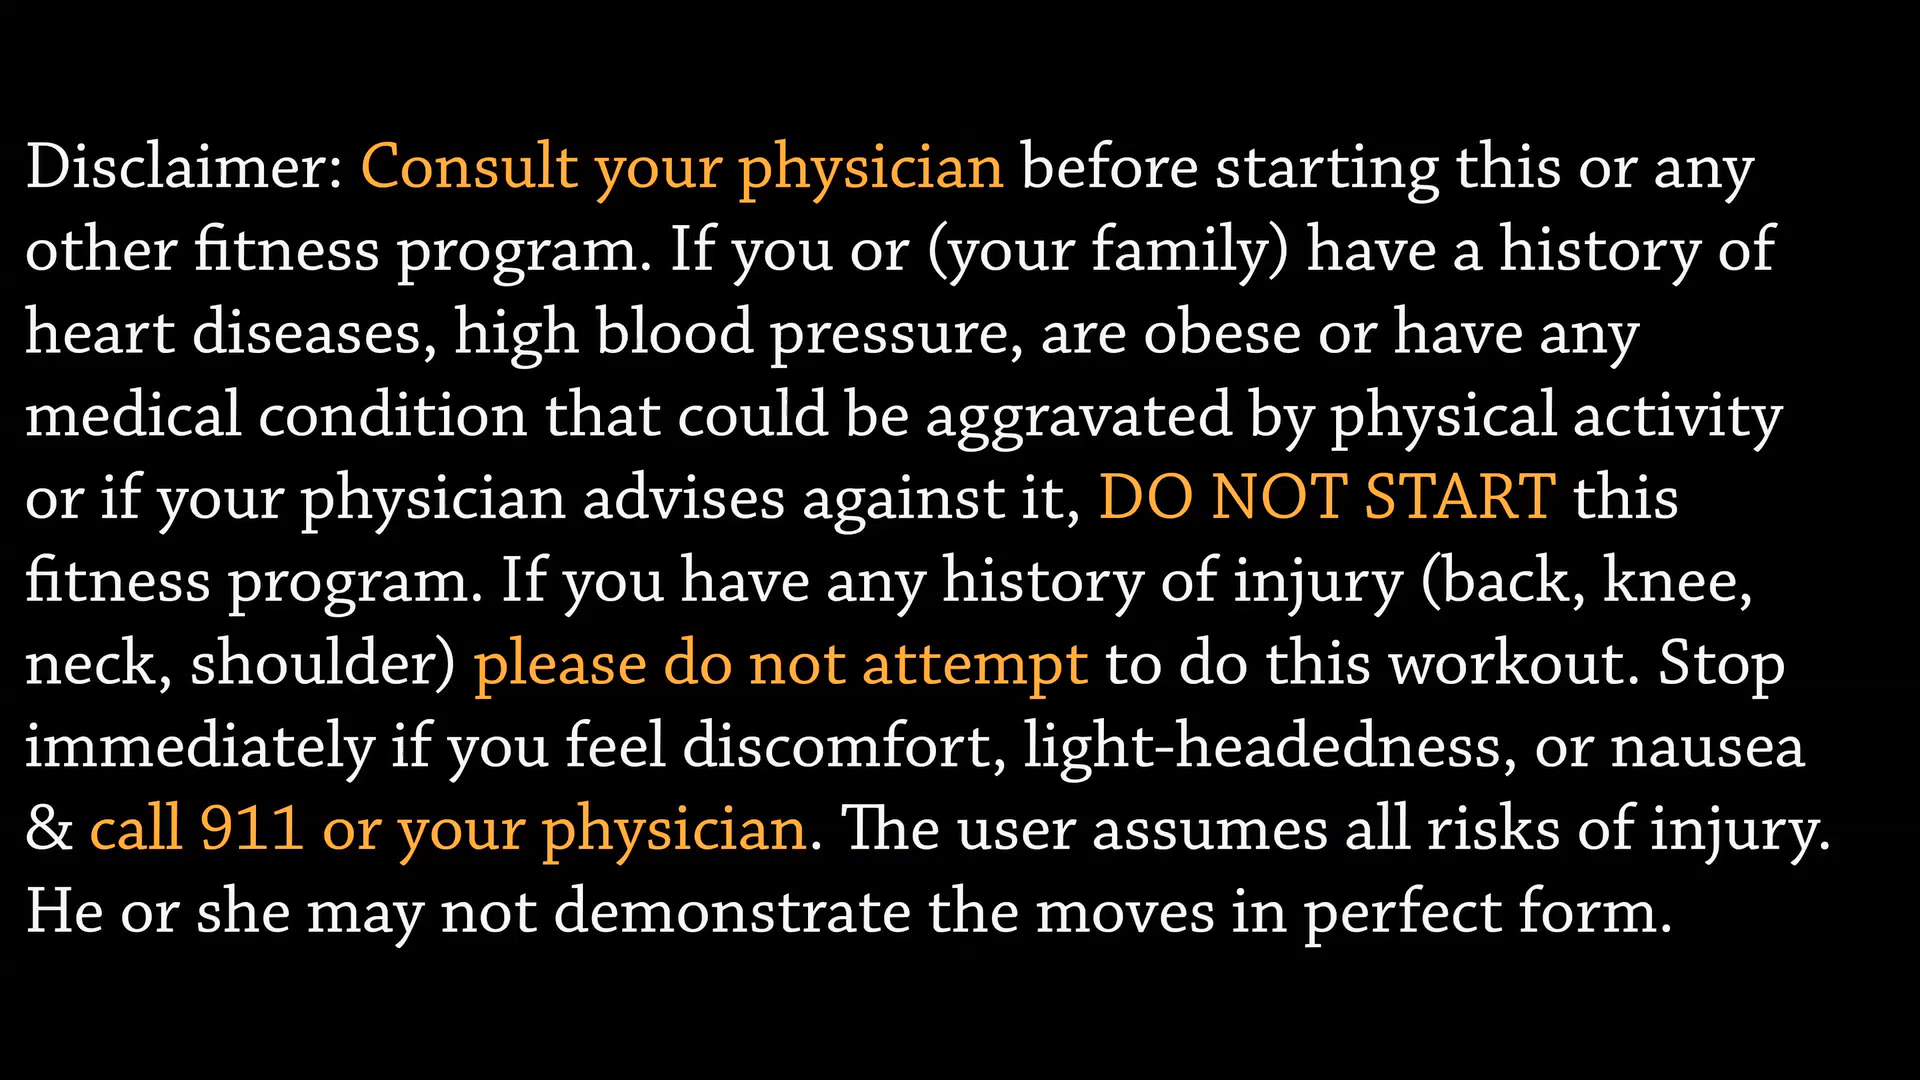 Disclaimer: Consult your physician before starting this or any
other fitness program. If you or (your family) have a history of
heart diseases, high blood pressure, are obese or have any
medical condition that could be aggravated by physical activity
or if your physician advises against it, DO NOT START this
fitness program. If you have any history of injury (back, knee,
neck, shoulder) please do not attempt to do this workout. Stop
immediately if you feel discomfort, light-headedness, or nausea
& call 911 or your physician. The user assumes all risks of injury.
He or she may not demonstrate the moves in perfect form.